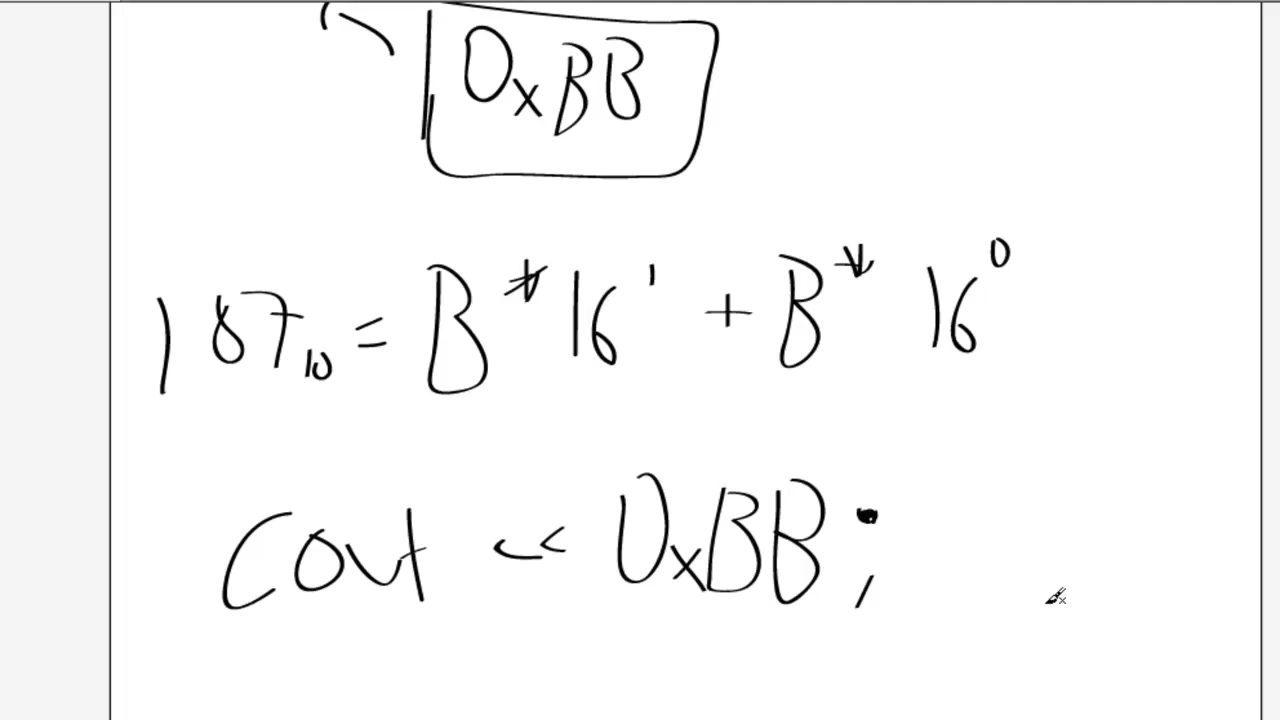 0xBB
187₁₀ = B * 16¹ + B * 16⁰
cout << 0xBB;